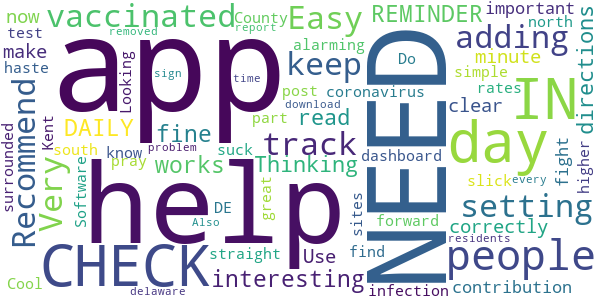 now
vaccinated
County
Easy
REMINDER
important
north
test
removed
report
make
haste
app
Looking
alarming
keep
Do
minute
adding
directions
simple
sign
time
post
coronavirus
rates
IN
surrounded
Kent
Recommend
DAILY
fine
suck
download
part
read
NEED
clear
day
Very
south
know
problem
track
dashboard
fight
higher
Software
pray
works
Thinking
slick
every
help
great
sites
setting
DE
Also
straight
Use
find
forward
correctly
residents
people
Cool
CHECK
delaware
interesting
infection
contribution